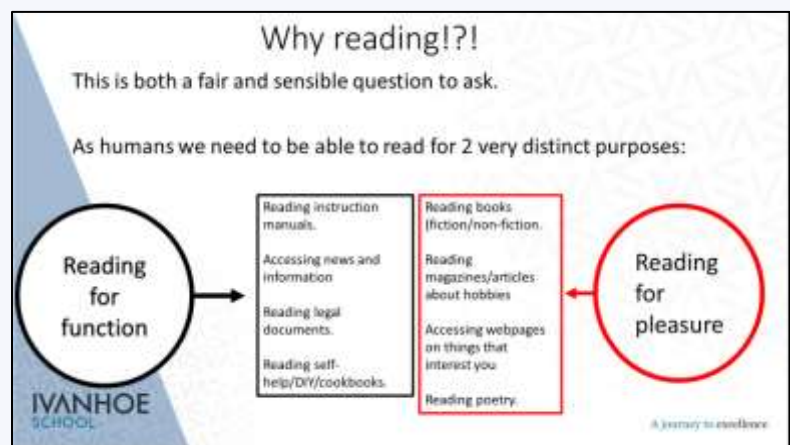 Why reading!?!
This is both a fair and sensible question to ask.
As humans we need to be able to read for 2 very distinct purposes:
Reading
for
function
Reading instruction
manuals.
Accessing news and
information
Reading legal
documents.
Reading self-
help/DIY/cookbooks.
Reading books
(fiction/non-fiction.
Reading
magazines/articles
about hobbies
Accessing webpages
on things that
interest you
Reading poetry.
Reading
for
pleasure
IVANHOE
SCHOOL
A journey to excellence